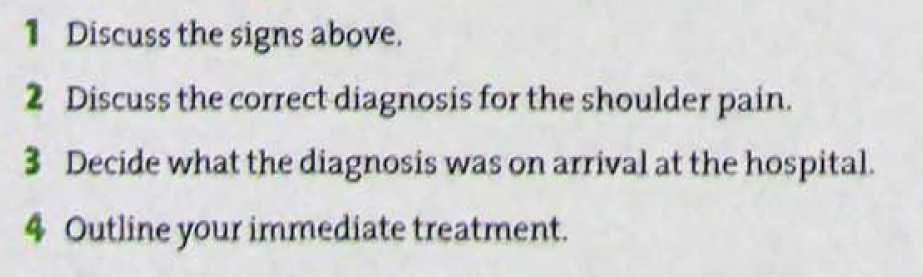 1 Discuss the signs above.
2 Discuss the correct diagnosis for the shoulder pain.
3 Decide what the diagnosis was on arrival at the hospital.
4 Outline your immediate treatment.